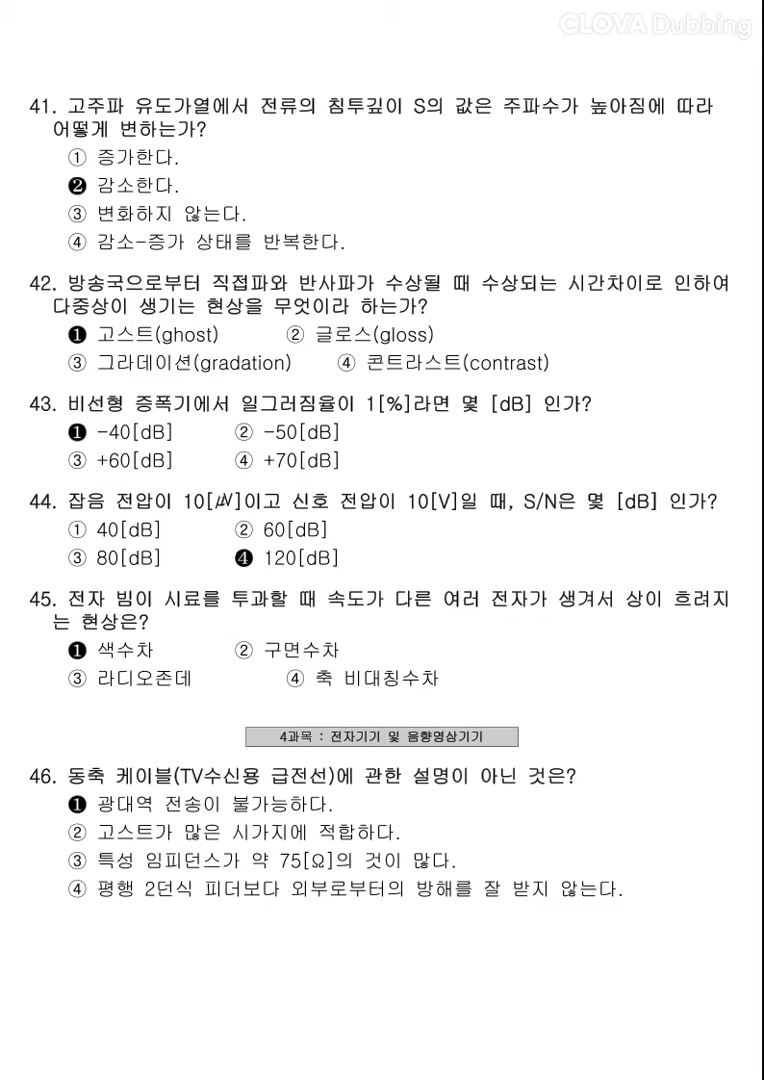 CLOVA Dubbing
41. 고주파 유도가열에서 전류의 침투깊이 S의 값은 주파수가 높아짐에 따라
어떻게 변하는가?
① 증가한다.
❷ 감소한다.
③ 변화하지 않는다.
④ 감소-증가 상태를 반복한다.
42. 방송국으로부터 직접파와 반사파가 수상될 때 수상되는 시간차이로 인하여
다중상이 생기는 현상을 무엇이라 하는가?
❶ 고스트(ghost) ② 글로스(gloss)
③ 그라데이션(gradation) ④ 콘트라스트(contrast)
43. 비선형 증폭기에서 일그러짐율이 1[%]라면 몇 [dB] 인가?
❶ -40[dB] ② -50[dB]
③ +60[dB] ④ +70[dB]
44. 잡음 전압이 10[㎶]이고 신호 전압이 10[V]일 때, S/N은 몇 [dB] 인가?
① 40[dB] ② 60[dB]
③ 80[dB] ❹ 120[dB]
45. 전자 빔이 시료를 투과할 때 속도가 다른 여러 전자가 생겨서 상이 흐려지
는 현상은?
❶ 색수차 ② 구면수차
③ 라디오존데 ④ 축 비대칭수차
4과목 : 전자기기 및 음향영상기기
46. 동축 케이블(TV수신용 급전선)에 관한 설명이 아닌 것은?
❶ 광대역 전송이 불가능하다.
② 고스트가 많은 시가지에 적합하다.
③ 특성 임피던스가 약 75[Ω]의 것이 많다.
④ 평행 2던식 피더보다 외부로부터의 방해를 잘 받지 않는다.